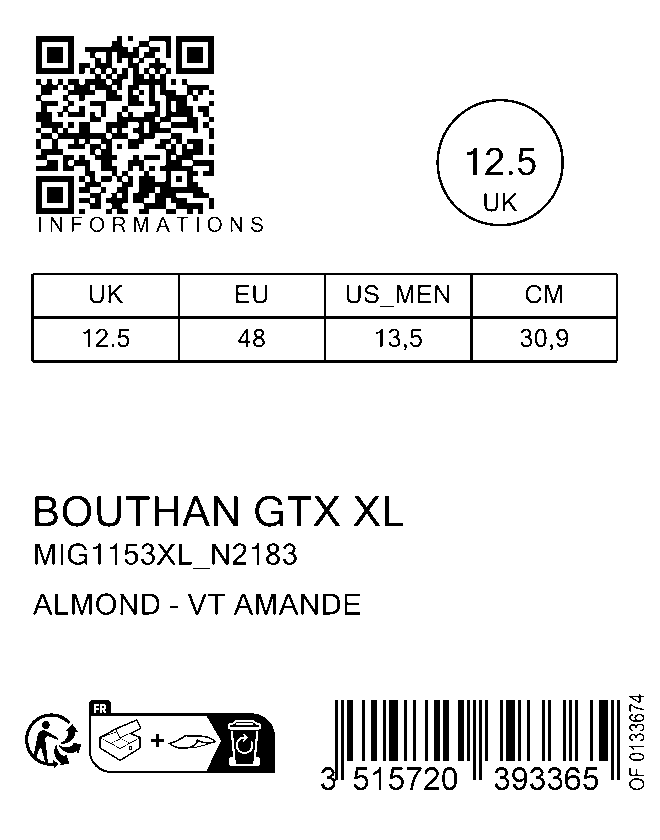 12.5
UK
INFORMATIONS
UK EU US_MEN CM
12.5 48 13,5 30,9
BOUTHAN GTX XL
MIG1153XL_N2183
ALMOND - VT AMANDE
FR
3 515720 393365
OF 0133674